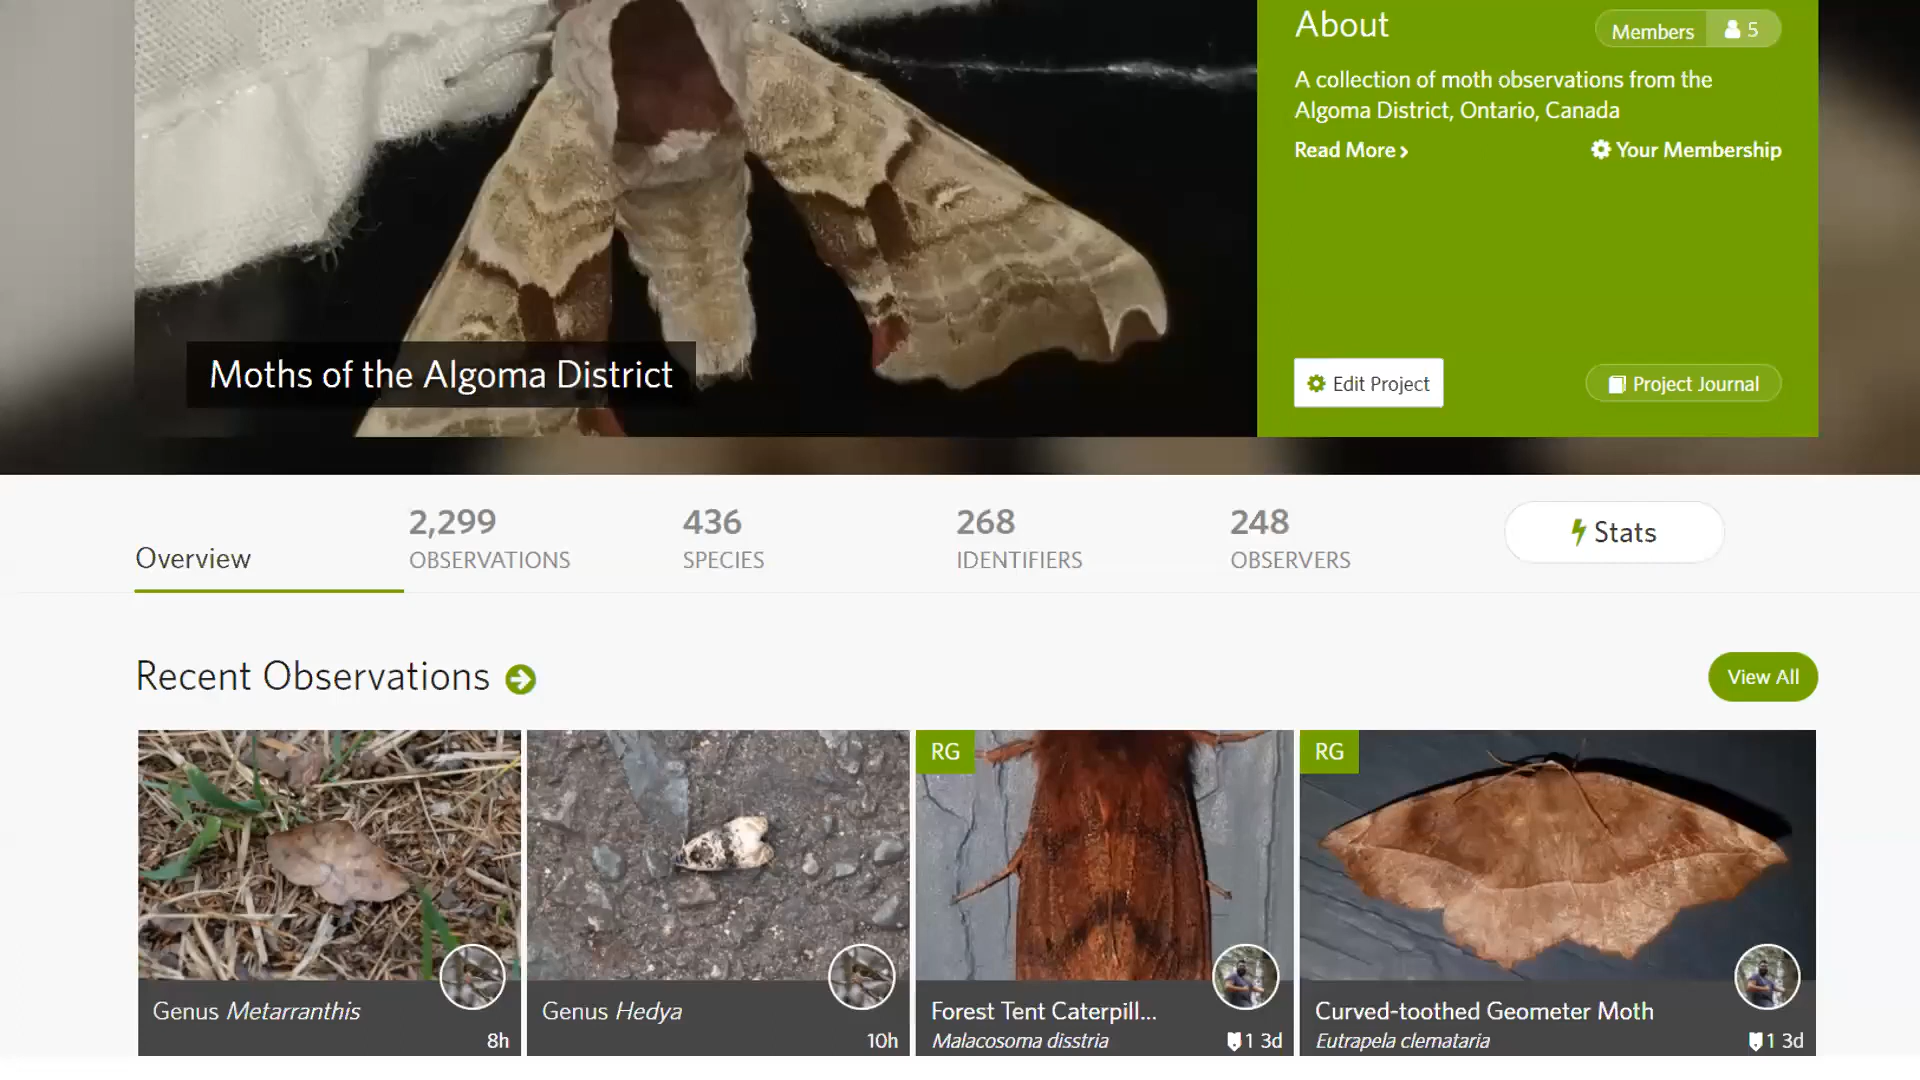 About
Members 5
A collection of moth observations from the
Algoma District, Ontario, Canada
Read More
Your Membership
Moths of the Algoma District
Edit Project
Project Journal
Overview
2,299
OBSERVATIONS
436
SPECIES
268
IDENTIFIERS
248
OBSERVERS
Stats
Recent Observations
View All
Genus Metarranthis
8h
Genus Hedya
10h
RG
Forest Tent Caterpill...
Malacosoma disstria
1 3d
RG
Curved-toothed Geometer Moth
Eutrapela clemataria
1 3d